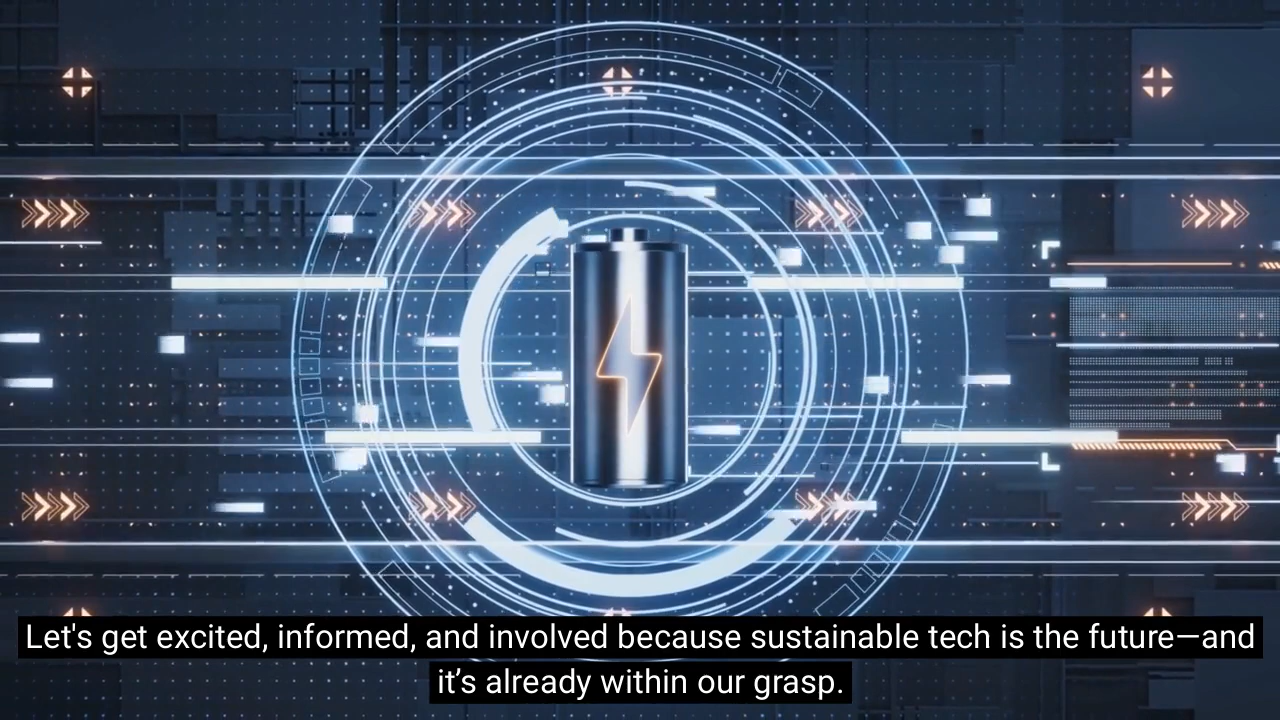 Let's get excited, informed, and involved because sustainable tech is the future—and
it’s already within our grasp.